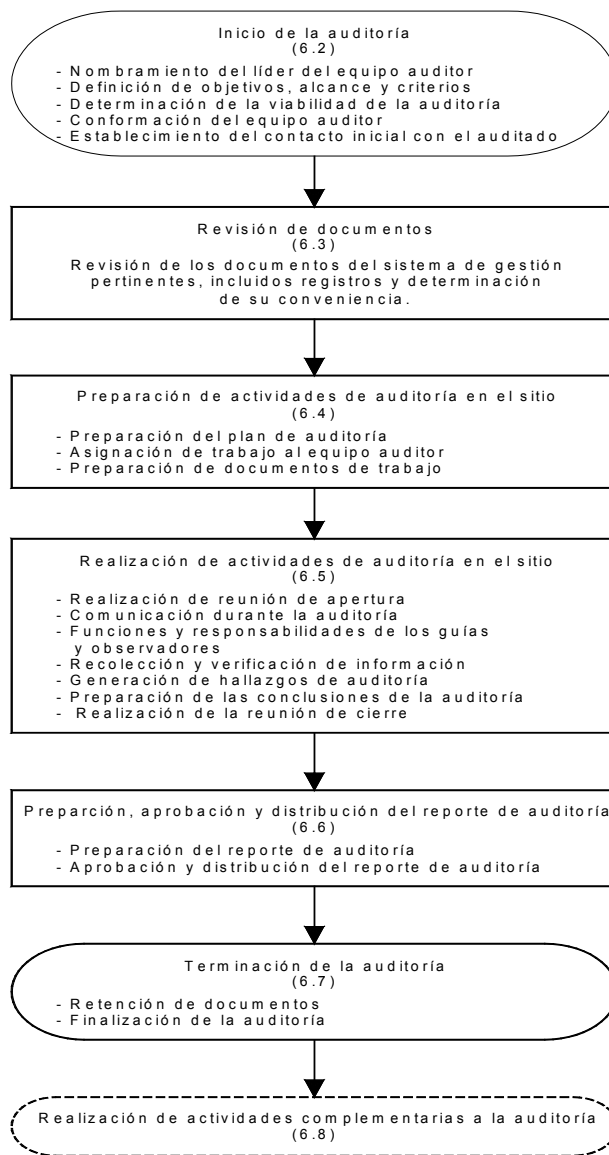 Inicio de la auditoría
(6.2)
- Nombramiento del líder del equipo auditor
- Definición de objetivos, alcance y criterios
- Determinación de la viabilidad de la auditoría
- Conformación del equipo auditor
- Establecimiento del contacto inicial con el auditado
Revisión de documentos
(6.3)
Revisión de los documentos del sistema de gestión
pertinentes, incluidos registros y determinación
de su conveniencia.
Preparación de actividades de auditoría en el sitio
(6.4)
- Preparación del plan de auditoría
- Asignación de trabajo al equipo auditor
- Preparación de documentos de trabajo
Realización de actividades de auditoría en el sitio
(6.5)
- Realización de reunión de apertura
- Comunicación durante la auditoría
- Funciones y responsabilidades de los guías
y observadores
- Recolección y verificación de información
- Generación de hallazgos de auditoría
- Preparación de las conclusiones de la auditoría
- Realización de la reunión de cierre
Preparción, aprobación y distribución del reporte de auditoría
(6.6)
- Preparación del reporte de auditoría
- Aprobación y distribución del reporte de auditoría
Terminación de la auditoría
(6.7)
- Retención de documentos
- Finalización de la auditoría
Realización de actividades complementarias a la auditoría
(6.8)